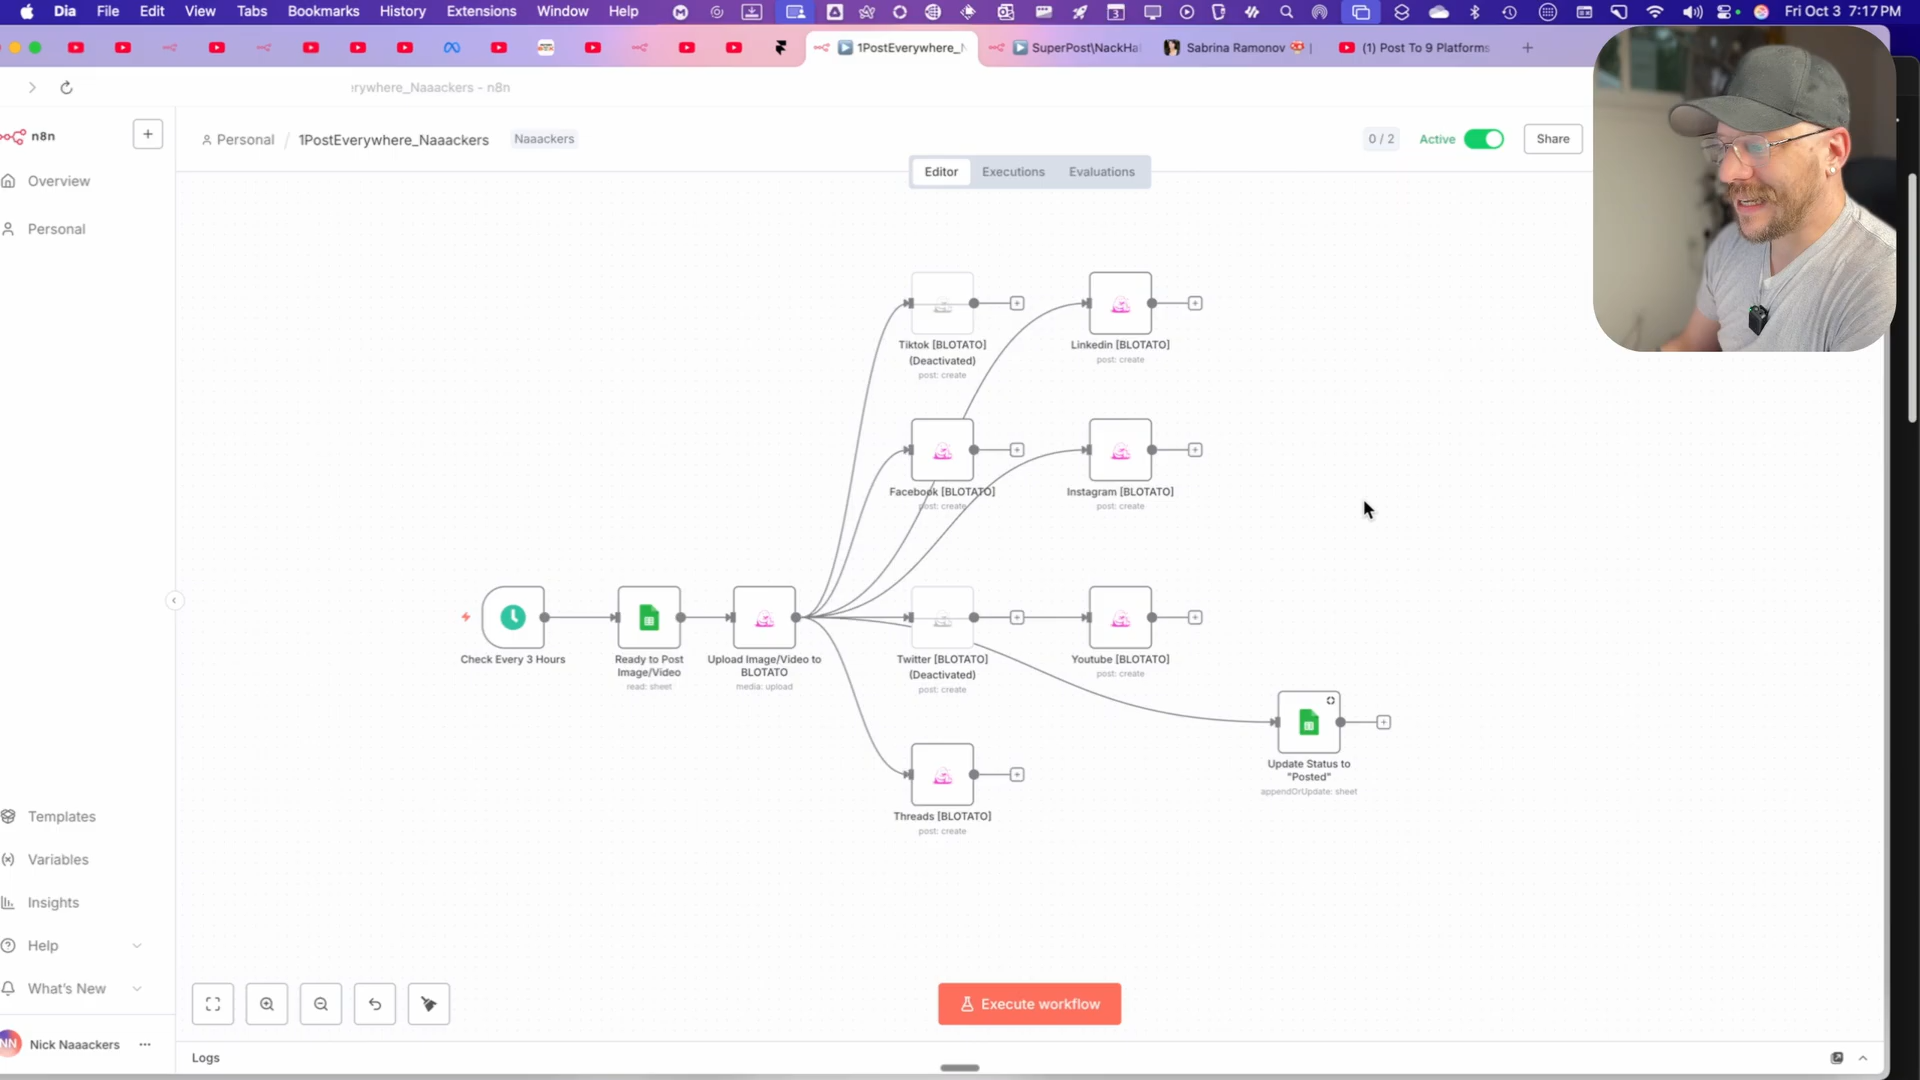 Dia File Edit View Tabs Bookmarks History Extensions Window Help Fri Oct 3 7:17 PM
1PostEverywhere_N
SuperPost\NackHa
Sabrina Ramonov
(1) Post To 9 Platforms
erywhere_Naaackers - n8n
n8n
Personal / 1PostEverywhere_Naaackers Naaackers
0 / 2 Active Share
Editor Executions Evaluations
Overview
Personal
Tiktok [BLOTATO]
(Deactivated)
post: create
Linkedin [BLOTATO]
post: create
Facebook [BLOTATO]
post: create
Instagram [BLOTATO]
post: create
Check Every 3 Hours
Ready to Post
Image/Video
read: sheet
Upload Image/Video to
BLOTATO
media: upload
Twitter [BLOTATO]
(Deactivated)
post: create
Youtube [BLOTATO]
post: create
Update Status to
"Posted"
appendOrUpdate: sheet
Threads [BLOTATO]
post: create
Templates
Variables
Insights
Help
What's New
NN Nick Naaackers
Execute workflow
Logs